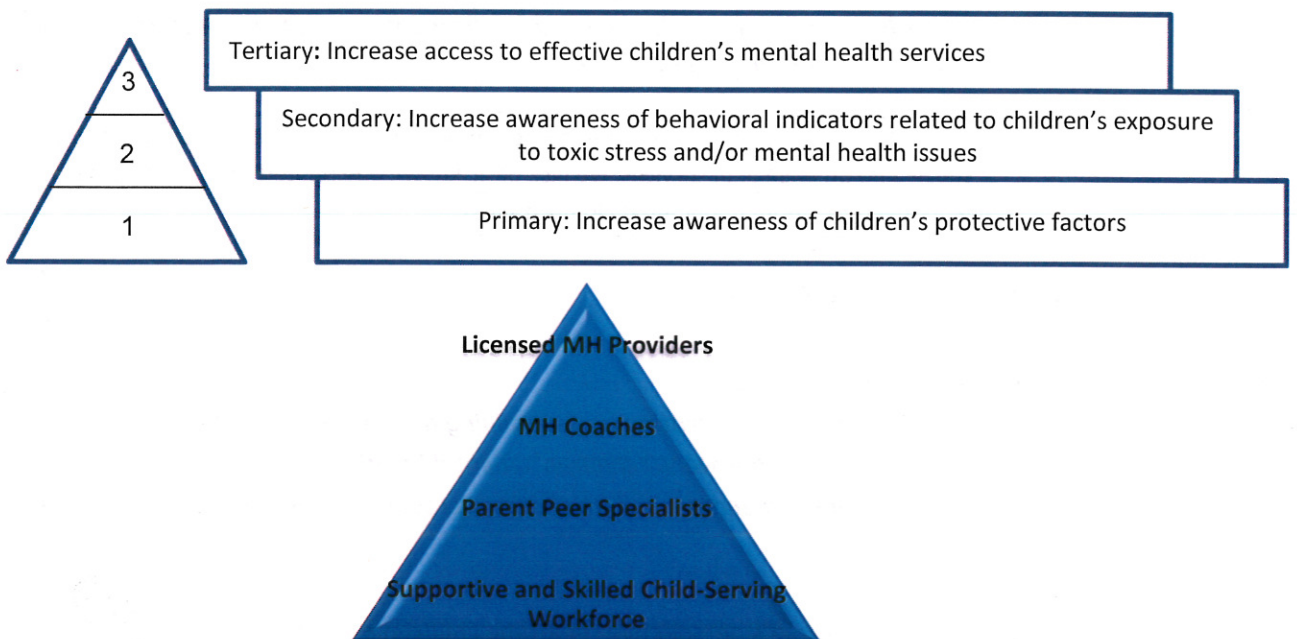 3
2
1
Tertiary: Increase access to effective children’s mental health services
Secondary: Increase awareness of behavioral indicators related to children’s exposure
to toxic stress and/or mental health issues
Primary: Increase awareness of children’s protective factors
Licensed MH Providers
MH Coaches
Parent Peer Specialists
Supportive and Skilled Child-Serving
Workforce